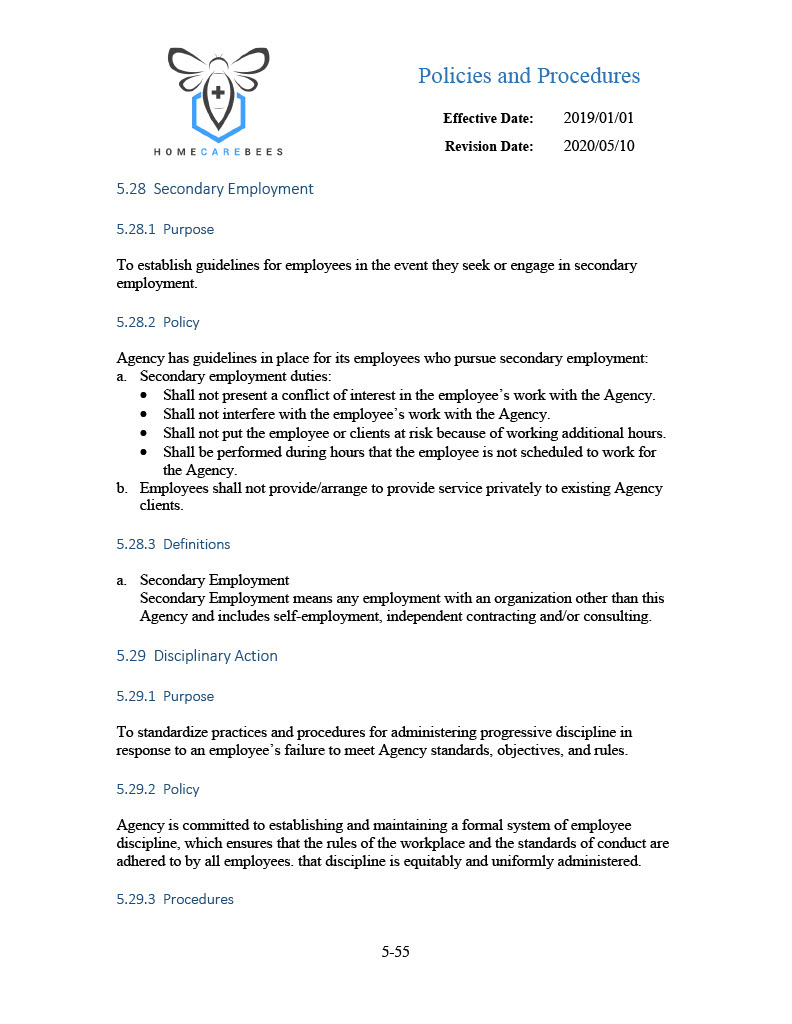 Policies and Procedures
Effective Date: 2019/01/01
Revision Date: 2020/05/10
HOMECAREBEES
5.28 Secondary Employment
5.28.1 Purpose
To establish guidelines for employees in the event they seek or engage in secondary
employment.
5.28.2 Policy
Agency has guidelines in place for its employees who pursue secondary employment:
a. Secondary employment duties:
• Shall not present a conflict of interest in the employee’s work with the Agency.
• Shall not interfere with the employee’s work with the Agency.
• Shall not put the employee or clients at risk because of working additional hours.
• Shall be performed during hours that the employee is not scheduled to work for
the Agency.
b. Employees shall not provide/arrange to provide service privately to existing Agency
clients.
5.28.3 Definitions
a. Secondary Employment
Secondary Employment means any employment with an organization other than this
Agency and includes self-employment, independent contracting and/or consulting.
5.29 Disciplinary Action
5.29.1 Purpose
To standardize practices and procedures for administering progressive discipline in
response to an employee’s failure to meet Agency standards, objectives, and rules.
5.29.2 Policy
Agency is committed to establishing and maintaining a formal system of employee
discipline, which ensures that the rules of the workplace and the standards of conduct are
adhered to by all employees. that discipline is equitably and uniformly administered.
5.29.3 Procedures
5-55